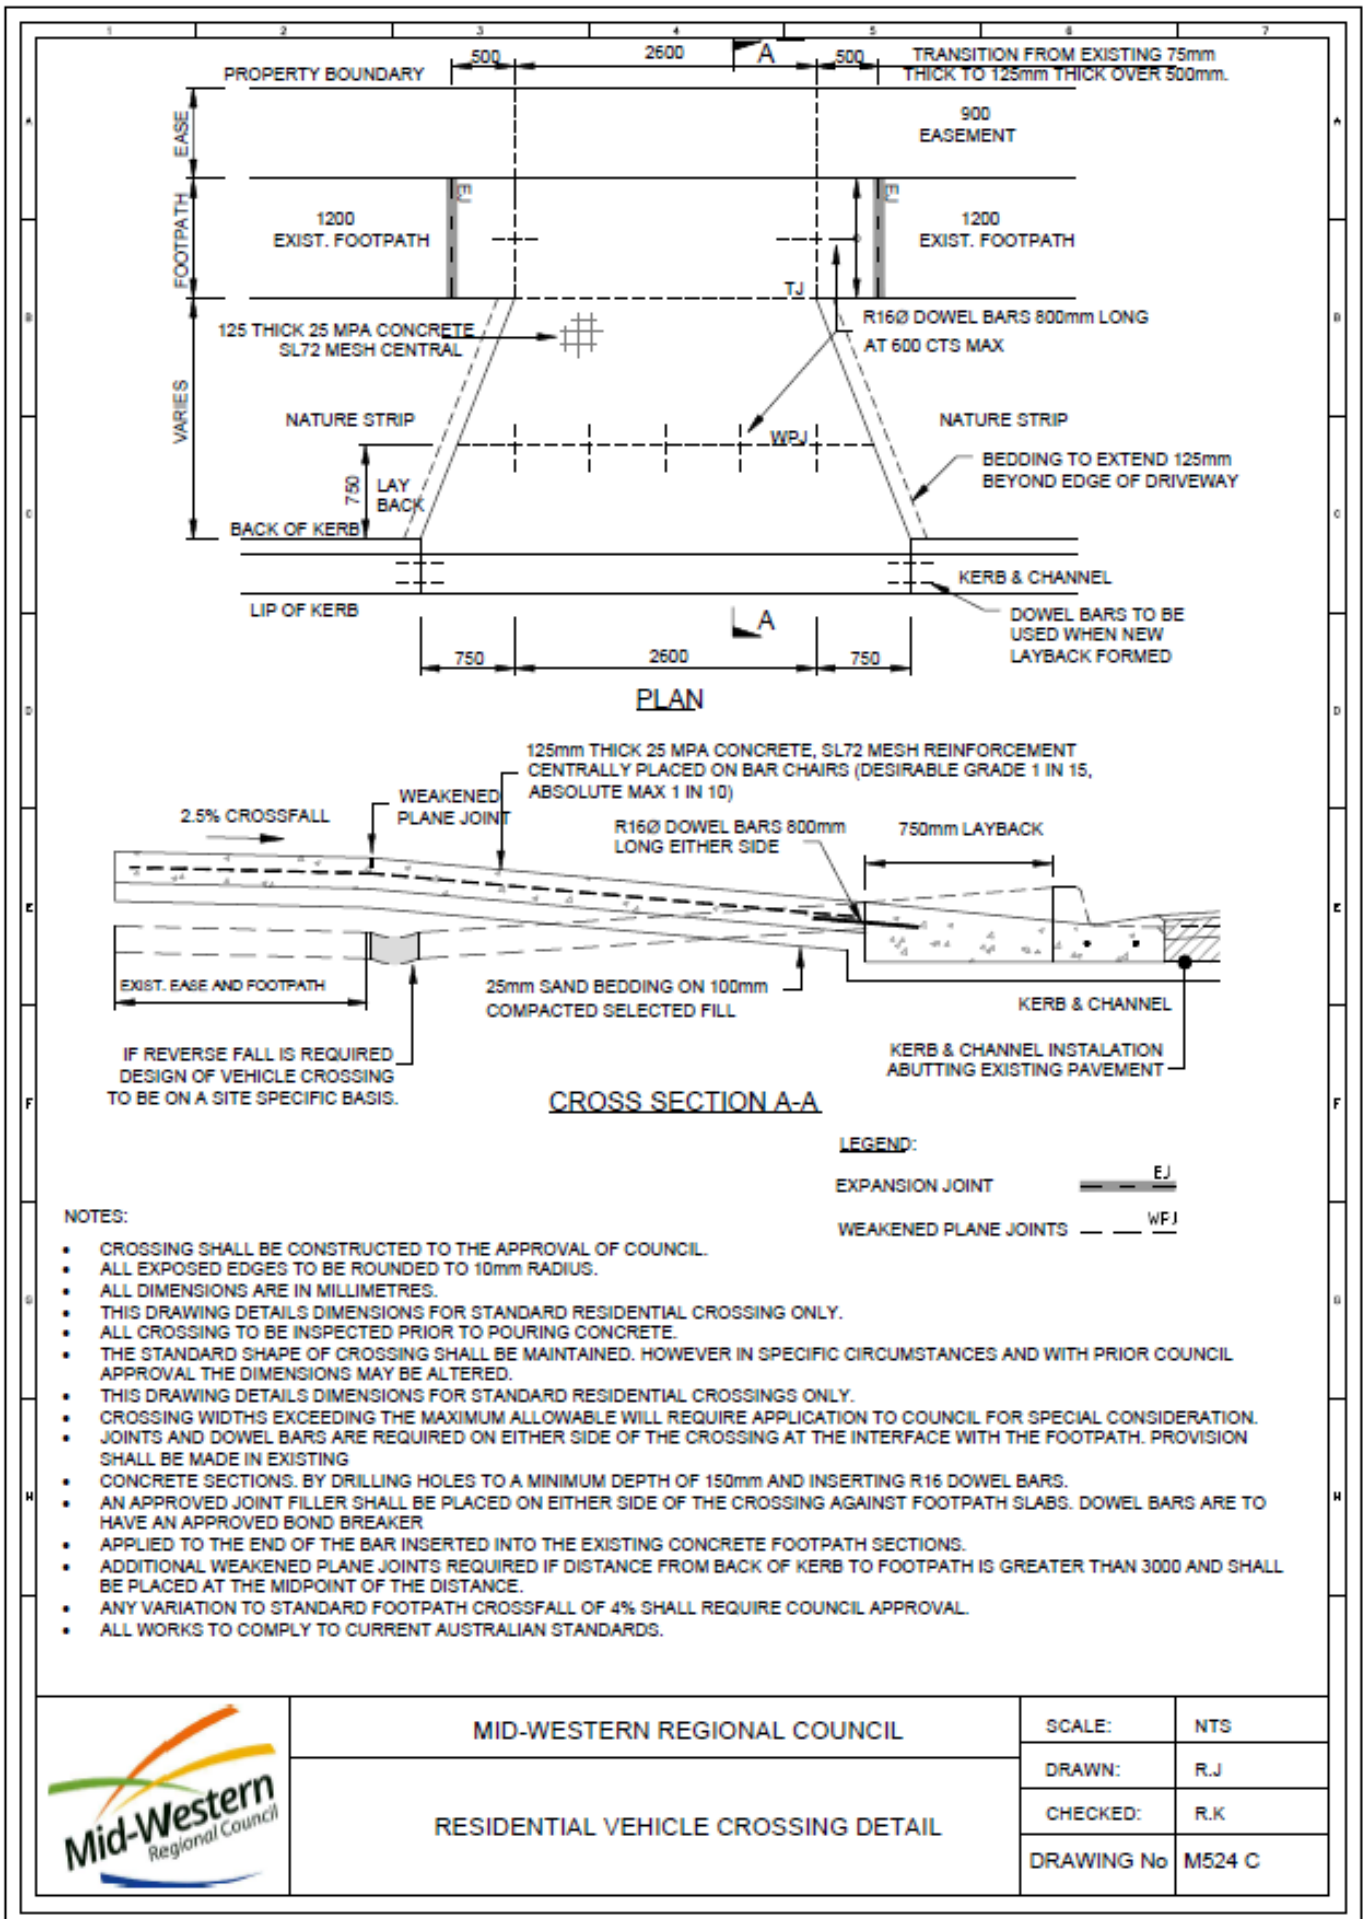 1 2 3 4 5 6 7
500 2600 A 500 TRANSITION FROM EXISTING 75mm
PROPERTY BOUNDARY THICK TO 125mm THICK OVER 500mm.
A A
EASE
900
EASEMENT
FOOTPATH
EJ EJ
1200 1200
EXIST. FOOTPATH EXIST. FOOTPATH
TJ
B B
125 THICK 25 MPA CONCRETE R16Ø DOWEL BARS 800mm LONG
SL72 MESH CENTRAL AT 600 CTS MAX
VARIES
NATURE STRIP NATURE STRIP
WPJ
BEDDING TO EXTEND 125mm
BEYOND EDGE OF DRIVEWAY
750 LAY
BACK
C C
BACK OF KERB
KERB & CHANNEL
LIP OF KERB
DOWEL BARS TO BE
USED WHEN NEW
LAYBACK FORMED
A
750 2600 750
PLAN
D D
125mm THICK 25 MPA CONCRETE, SL72 MESH REINFORCEMENT
CENTRALLY PLACED ON BAR CHAIRS (DESIRABLE GRADE 1 IN 15,
ABSOLUTE MAX 1 IN 10)
WEAKENED
PLANE JOINT
2.5% CROSSFALL
R16Ø DOWEL BARS 800mm
LONG EITHER SIDE
750mm LAYBACK
E E
EXIST. EASE AND FOOTPATH
25mm SAND BEDDING ON 100mm
COMPACTED SELECTED FILL
KERB & CHANNEL
IF REVERSE FALL IS REQUIRED
DESIGN OF VEHICLE CROSSING
TO BE ON A SITE SPECIFIC BASIS.
KERB & CHANNEL INSTALATION
ABUTTING EXISTING PAVEMENT
F F
CROSS SECTION A-A
LEGEND:
EXPANSION JOINT EJ
WEAKENED PLANE JOINTS WPJ
NOTES:
• CROSSING SHALL BE CONSTRUCTED TO THE APPROVAL OF COUNCIL.
• ALL EXPOSED EDGES TO BE ROUNDED TO 10mm RADIUS.
• ALL DIMENSIONS ARE IN MILLIMETRES.
G G
• THIS DRAWING DETAILS DIMENSIONS FOR STANDARD RESIDENTIAL CROSSING ONLY.
• ALL CROSSING TO BE INSPECTED PRIOR TO POURING CONCRETE.
• THE STANDARD SHAPE OF CROSSING SHALL BE MAINTAINED. HOWEVER IN SPECIFIC CIRCUMSTANCES AND WITH PRIOR COUNCIL
APPROVAL THE DIMENSIONS MAY BE ALTERED.
• THIS DRAWING DETAILS DIMENSIONS FOR STANDARD RESIDENTIAL CROSSINGS ONLY.
• CROSSING WIDTHS EXCEEDING THE MAXIMUM ALLOWABLE WILL REQUIRE APPLICATION TO COUNCIL FOR SPECIAL CONSIDERATION.
• JOINTS AND DOWEL BARS ARE REQUIRED ON EITHER SIDE OF THE CROSSING AT THE INTERFACE WITH THE FOOTPATH. PROVISION
SHALL BE MADE IN EXISTING
• CONCRETE SECTIONS. BY DRILLING HOLES TO A MINIMUM DEPTH OF 150mm AND INSERTING R16 DOWEL BARS.
H H
• AN APPROVED JOINT FILLER SHALL BE PLACED ON EITHER SIDE OF THE CROSSING AGAINST FOOTPATH SLABS. DOWEL BARS ARE TO
HAVE AN APPROVED BOND BREAKER
• APPLIED TO THE END OF THE BAR INSERTED INTO THE EXISTING CONCRETE FOOTPATH SECTIONS.
• ADDITIONAL WEAKENED PLANE JOINTS REQUIRED IF DISTANCE FROM BACK OF KERB TO FOOTPATH IS GREATER THAN 3000 AND SHALL
BE PLACED AT THE MIDPOINT OF THE DISTANCE.
• ANY VARIATION TO STANDARD FOOTPATH CROSSFALL OF 4% SHALL REQUIRE COUNCIL APPROVAL.
• ALL WORKS TO COMPLY TO CURRENT AUSTRALIAN STANDARDS.
Mid-Western
Regional Council
MID-WESTERN REGIONAL COUNCIL
RESIDENTIAL VEHICLE CROSSING DETAIL
SCALE: NTS
DRAWN: R.J
CHECKED: R.K
DRAWING No M524 C